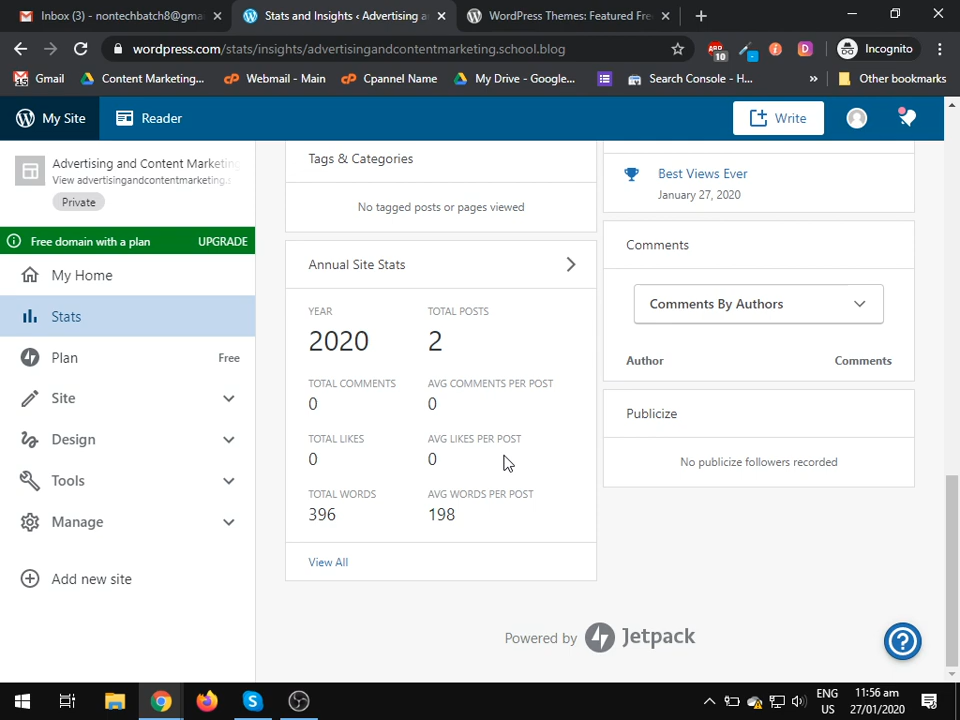 Inbox (3) - nontechbatch8@gma
Stats and Insights ‹ Advertising a
WordPress Themes: Featured Free
wordpress.com/stats/insights/advertisingandcontentmarketing.school.blog
10
Incognito
15
Gmail
Content Marketing...
Webmail - Main
Cpannel Name
My Drive - Google...
Search Console - H...
»
Other bookmarks
My Site
Reader
Write
Advertising and Content Marketing
View advertisingandcontentmarketing.s
Private
Free domain with a plan
UPGRADE
My Home
Stats
Plan
Free
Site
Design
Tools
Manage
Add new site
Tags & Categories
No tagged posts or pages viewed
Annual Site Stats
YEAR
TOTAL POSTS
2020
2
TOTAL COMMENTS
AVG COMMENTS PER POST
0
0
TOTAL LIKES
AVG LIKES PER POST
0
0
TOTAL WORDS
AVG WORDS PER POST
396
198
View All
Best Views Ever
January 27, 2020
Comments
Comments By Authors
Author
Comments
Publicize
No publicize followers recorded
Powered by
Jetpack
ENG
US
11:56 am
27/01/2020